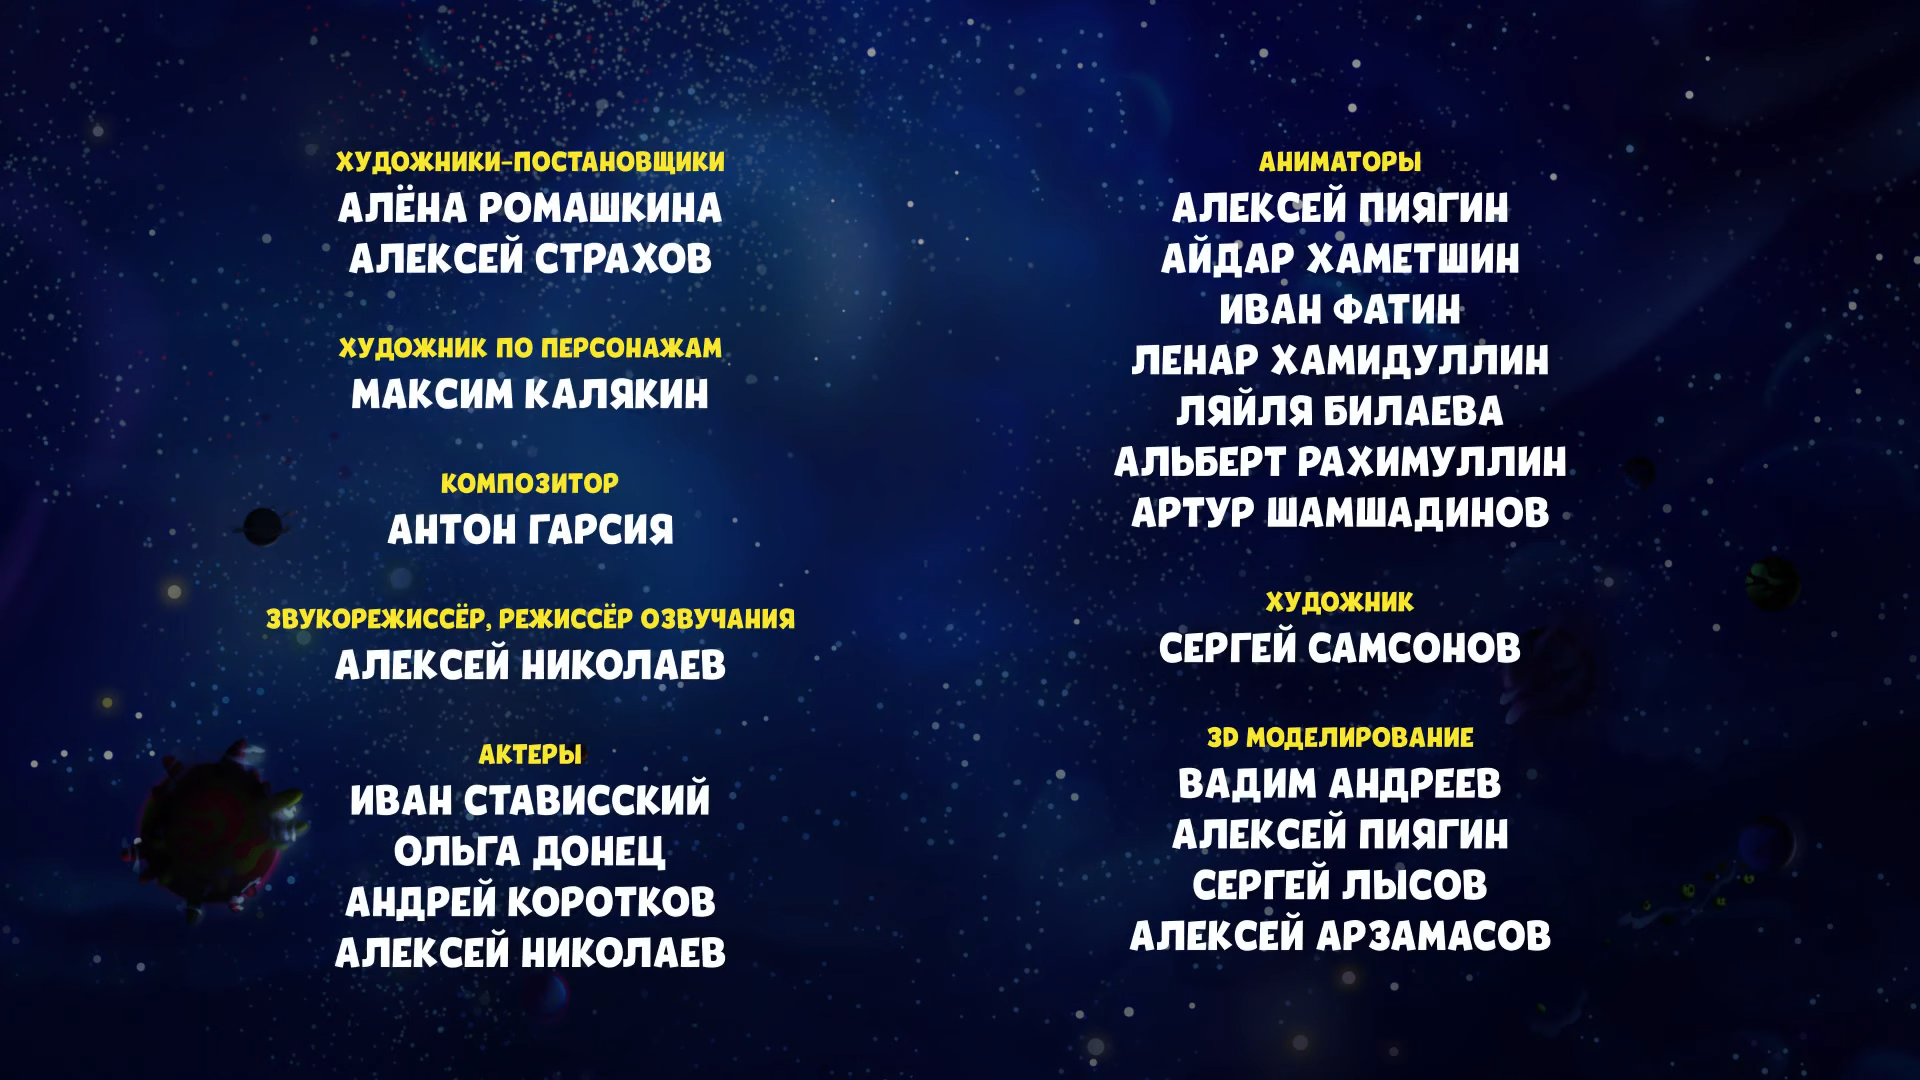 ХУДОЖНИКИ-ПОСТАНОВЩИКИ
АЛЁНА РОМАШКИНА
АЛЕКСЕЙ СТРАХОВ
ХУДОЖНИК ПО ПЕРСОНАЖАМ
МАКСИМ КАЛЯКИН
КОМПОЗИТОР
АНТОН ГАРСИЯ
ЗВУКОРЕЖИССЁР, РЕЖИССЁР ОЗВУЧАНИЯ
АЛЕКСЕЙ НИКОЛАЕВ
АКТЕРЫ
ИВАН СТАВИССКИЙ
ОЛЬГА ДОНЕЦ
АНДРЕЙ КОРОТКОВ
АЛЕКСЕЙ НИКОЛАЕВ
АНИМАТОРЫ
АЛЕКСЕЙ ПИЯГИН
АЙДАР ХАМЕТШИН
ИВАН ФАТИН
ЛЕНАР ХАМИДУЛЛИН
ЛЯЙЛЯ БИЛАЕВА
АЛЬБЕРТ РАХИМУЛЛИН
АРТУР ШАМШАДИНОВ
ХУДОЖНИК
СЕРГЕЙ САМСОНОВ
3D МОДЕЛИРОВАНИЕ
ВАДИМ АНДРЕЕВ
АЛЕКСЕЙ ПИЯГИН
СЕРГЕЙ ЛЫСОВ
АЛЕКСЕЙ АРЗАМАСОВ